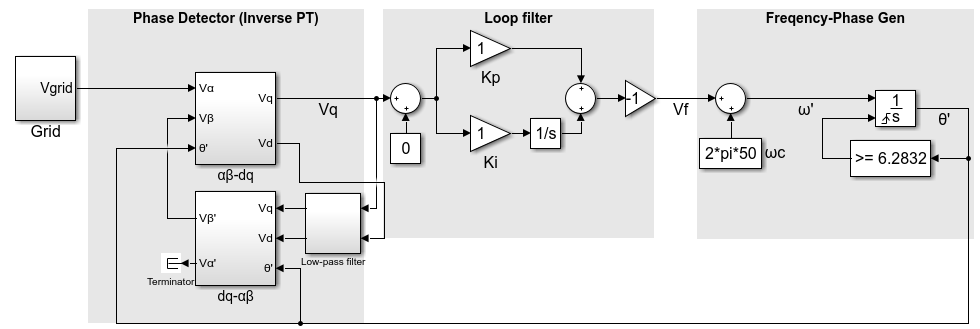 Phase Detector (Inverse PT)
Loop filter
Freqency-Phase Gen
Vgrid
Grid
Vα
Vβ
θ'
Vq
Vd
αβ-dq
Vq
+
+
0
1
Kp
1
Ki
1/s
+
+
-1
Vf
+
+
2*pi*50
ωc
ω'
1
s
θ'
>= 6.2832
Vβ'
Vα'
Vq
Vd
θ'
dq-αβ
Terminator
Low-pass filter